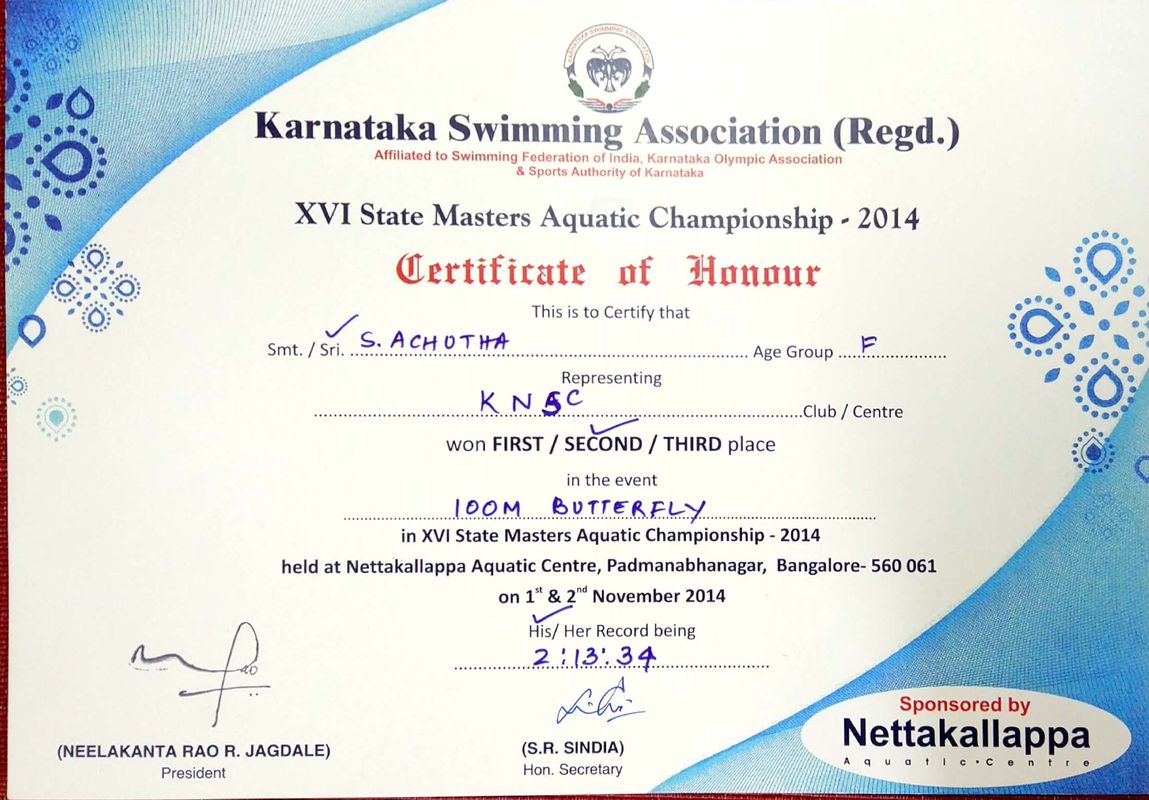 KARNATAKA SWIMMING ASSOCIATION
Karnataka Swimming Association (Regd.)
Affiliated to Swimming Federation of India, Karnataka Olympic Association
& Sports Authority of Karnataka
XVI State Masters Aquatic Championship - 2014
Certificate of Honour
This is to Certify that
Smt. / Sri. S. ACHOTHA Age Group F
Representing
KNSC Club / Centre
won FIRST / SECOND / THIRD place
in the event
100M BUTTERFLY
in XVI State Masters Aquatic Championship - 2014
held at Nettakallappa Aquatic Centre, Padmanabhanagar, Bangalore- 560 061
on 1st & 2nd November 2014
His/ Her Record being
2:13:34
(NEELAKANTA RAO R. JAGDALE)
President
(S.R. SINDIA)
Hon. Secretary
Sponsored by
Nettakallappa
Aquatic•Centre